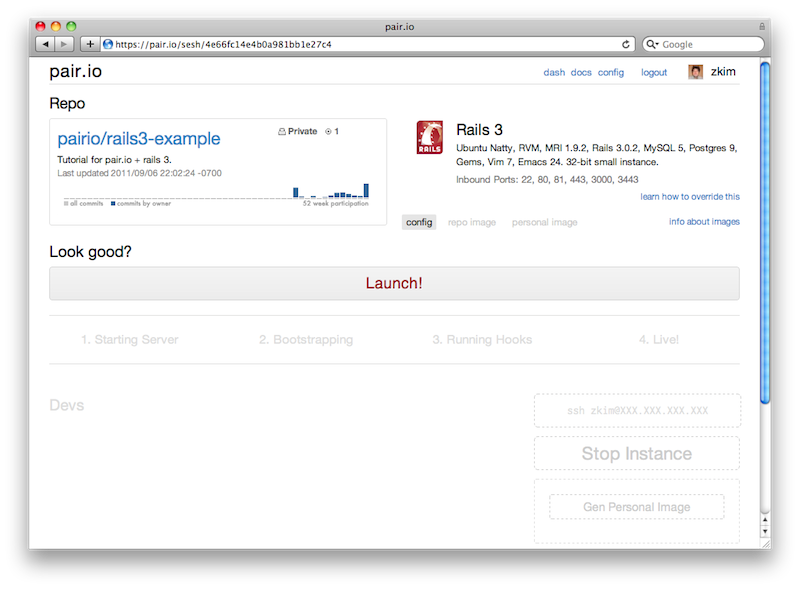 pair.io
https://pair.io/sesh/4e66fc14e4b0a981bb1e27c4
Google
pair.io
dash docs config logout zkim
Repo
pairio/rails3-example
Private 1
Tutorial for pair.io + rails 3.
Last updated 2011/09/06 22:02:24 -0700
all commits commits by owner
52 week participation
RAILS
Rails 3
Ubuntu Natty, RVM, MRI 1.9.2, Rails 3.0.2, MySQL 5, Postgres 9,
Gems, Vim 7, Emacs 24. 32-bit small instance.
Inbound Ports: 22, 80, 81, 443, 3000, 3443
learn how to override this
config repo image personal image
info about images
Look good?
Launch!
1. Starting Server 2. Bootstrapping 3. Running Hooks 4. Live!
Devs
ssh zkim@XXX.XXX.XXX.XXX
Stop Instance
Gen Personal Image